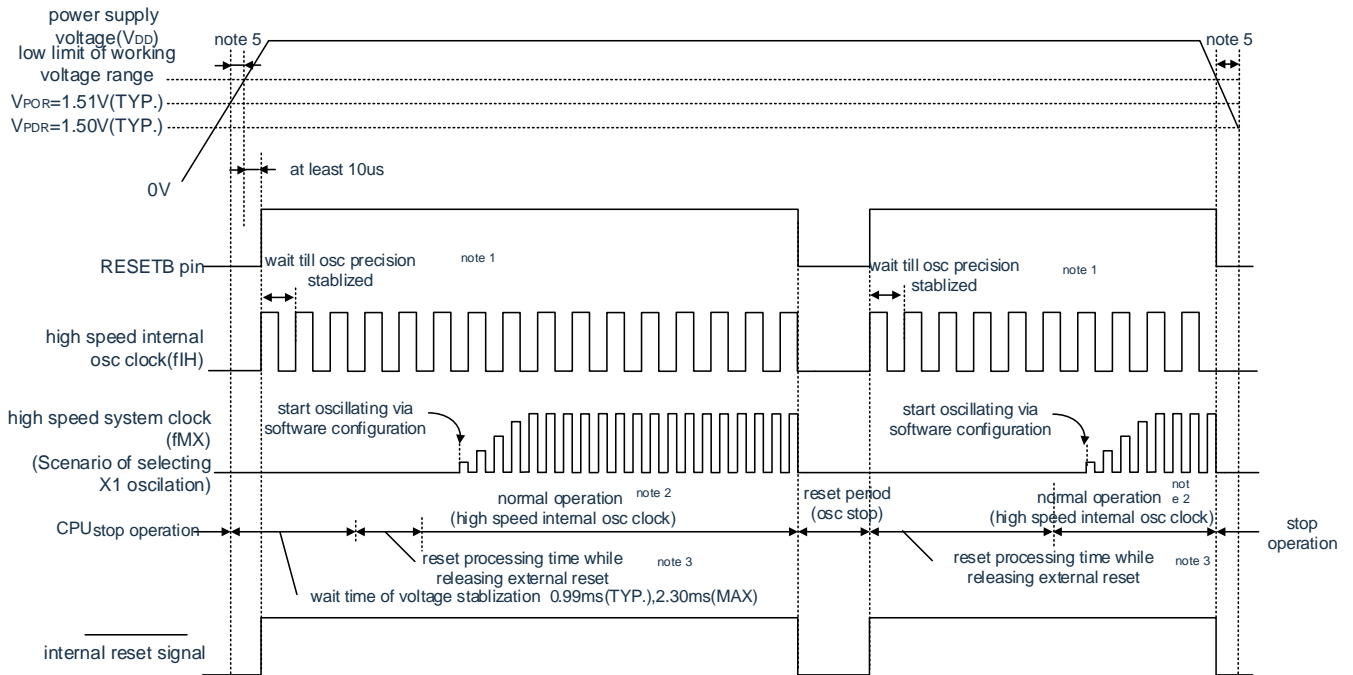 power supply
voltage(VDD)
note 5
note 5
low limit of working
voltage range
VPOR=1.51V(TYP.)
VPDR=1.50V(TYP.)
at least 10us
0V
RESETB pin
wait till osc precision
stablized
note 1
wait till osc precision
stablized
note 1
high speed internal
osc clock(fIH)
high speed system clock
(fMX)
(Scenario of selecting
X1 oscilation)
start oscillating via
software configuration
start oscillating via
software configuration
CPU
stop operation
normal operation note 2
(high speed internal osc clock)
reset period
(osc stop)
normal operation not
e 2
(high speed internal osc clock)
stop
operation
reset processing time while
releasing external reset
note 3
reset processing time while
releasing external reset
note 3
wait time of voltage stablization 0.99ms(TYP.),2.30ms(MAX)
internal reset signal